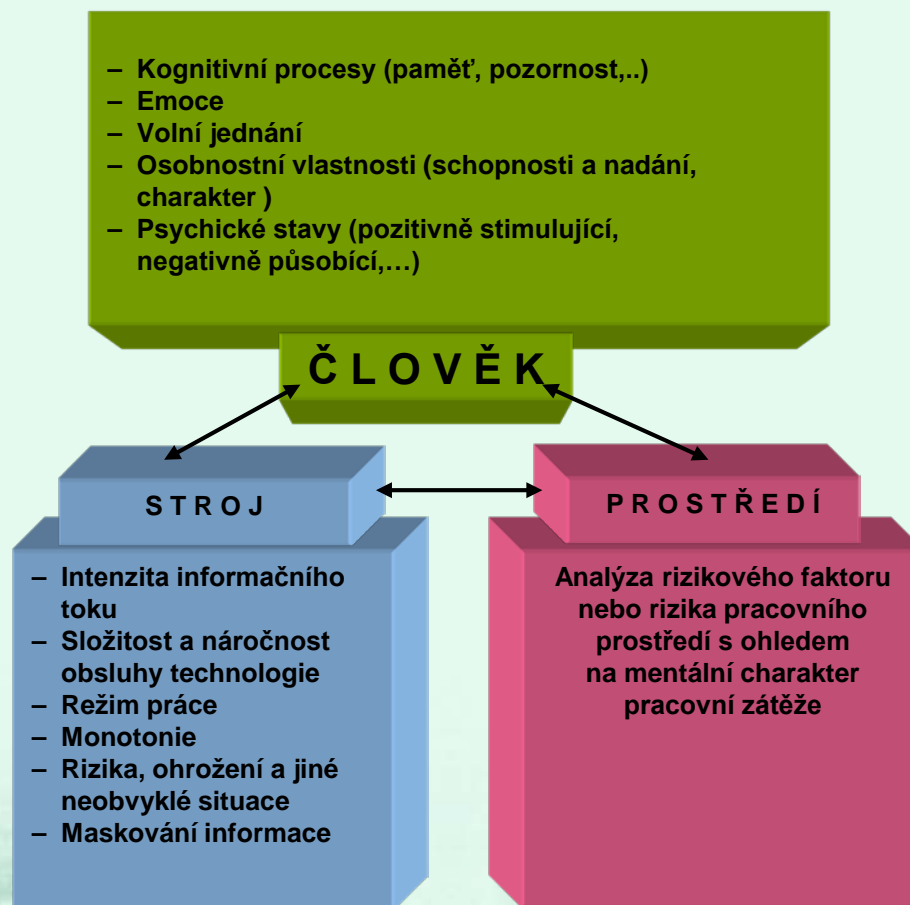 – Kognitivní procesy (paměť, pozornost,..)
– Emoce
– Volní jednání
– Osobnostní vlastnosti (schopnosti a nadání,
charakter )
– Psychické stavy (pozitivně stimulující,
negativně působící,…)
Č L O V Ě K
S T R O J
– Intenzita informačního
toku
– Složitost a náročnost
obsluhy technologie
– Režim práce
– Monotonie
– Rizika, ohrožení a jiné
neobvyklé situace
– Maskování informace
P R O S T Ř E D Í
Analýza rizikového faktoru
nebo rizika pracovního
prostředí s ohledem
na mentální charakter
pracovní zátěže